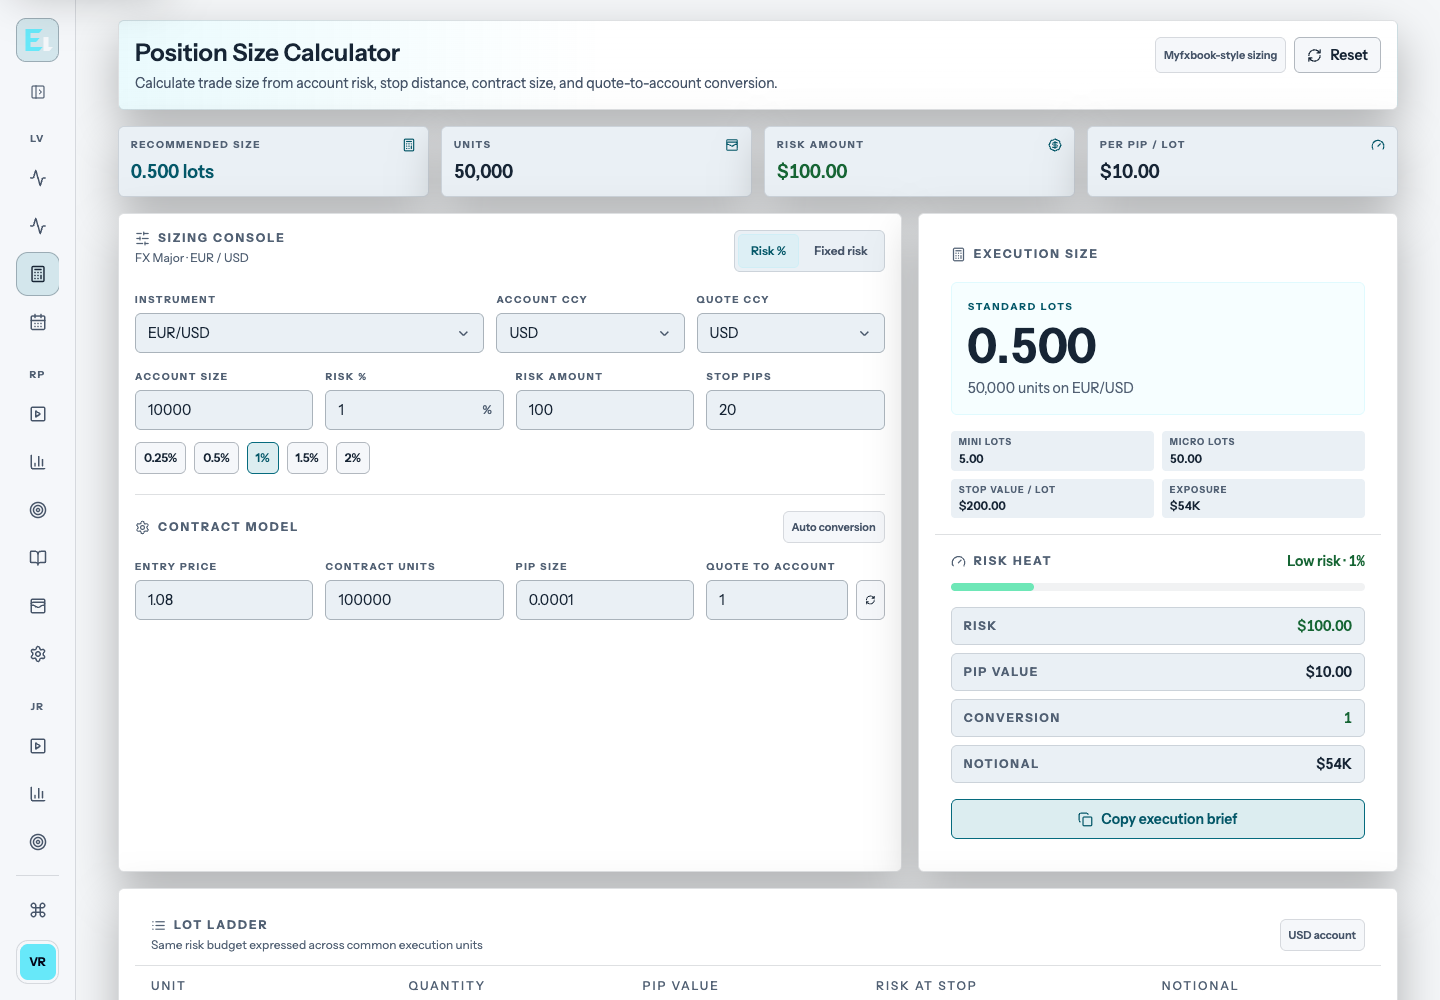 EL
LV
RP
JR
VR
Position Size Calculator
Calculate trade size from account risk, stop distance, contract size, and quote-to-account conversion.
Myfxbook-style sizing
Reset
RECOMMENDED SIZE
0.500 lots
UNITS
50,000
RISK AMOUNT
$100.00
PER PIP / LOT
$10.00
SIZING CONSOLE
FX Major · EUR / USD
Risk %
Fixed risk
INSTRUMENT
ACCOUNT CCY
QUOTE CCY
EUR/USD
USD
USD
ACCOUNT SIZE
RISK %
RISK AMOUNT
STOP PIPS
10000
1
%
100
20
0.25%
0.5%
1%
1.5%
2%
CONTRACT MODEL
Auto conversion
ENTRY PRICE
CONTRACT UNITS
PIP SIZE
QUOTE TO ACCOUNT
1.08
100000
0.0001
1
EXECUTION SIZE
STANDARD LOTS
0.500
50,000 units on EUR/USD
MINI LOTS
5.00
MICRO LOTS
50.00
STOP VALUE / LOT
$200.00
EXPOSURE
$54K
RISK HEAT
Low risk · 1%
RISK
$100.00
PIP VALUE
$10.00
CONVERSION
1
NOTIONAL
$54K
Copy execution brief
LOT LADDER
Same risk budget expressed across common execution units
USD account
UNIT
QUANTITY
PIP VALUE
RISK AT STOP
NOTIONAL